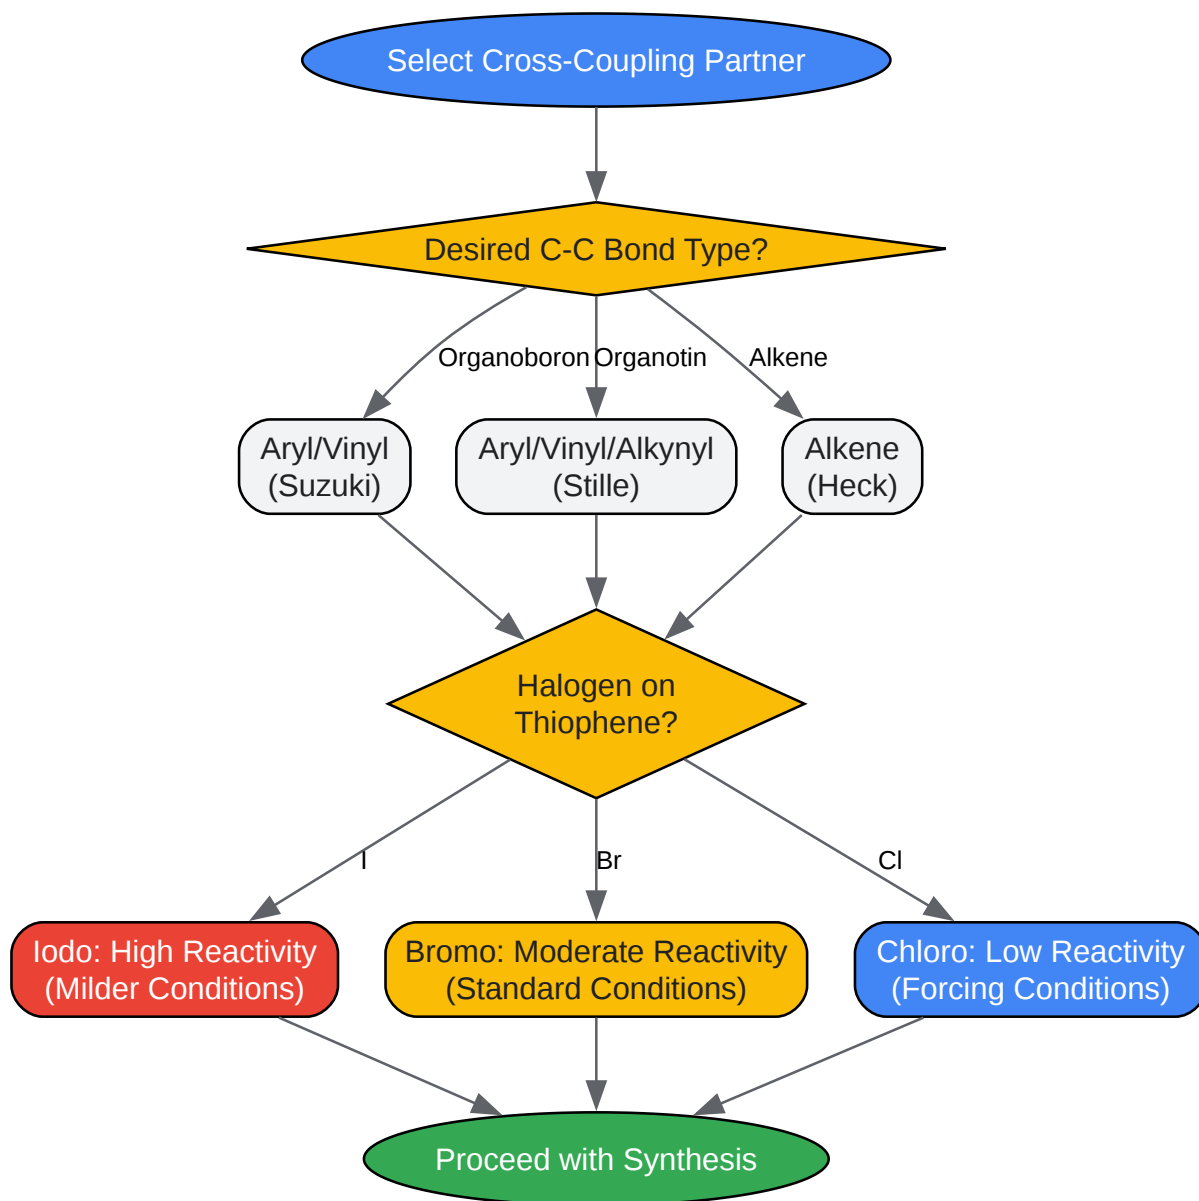 Select Cross-Coupling Partner
Desired C-C Bond Type?
Organoboron
Organotin
Alkene
Aryl/Vinyl
(Suzuki)
Aryl/Vinyl/Alkynyl
(Stille)
Alkene
(Heck)
Halogen on
Thiophene?
I
Br
Cl
Iodo: High Reactivity
(Milder Conditions)
Bromo: Moderate Reactivity
(Standard Conditions)
Chloro: Low Reactivity
(Forcing Conditions)
Proceed with Synthesis